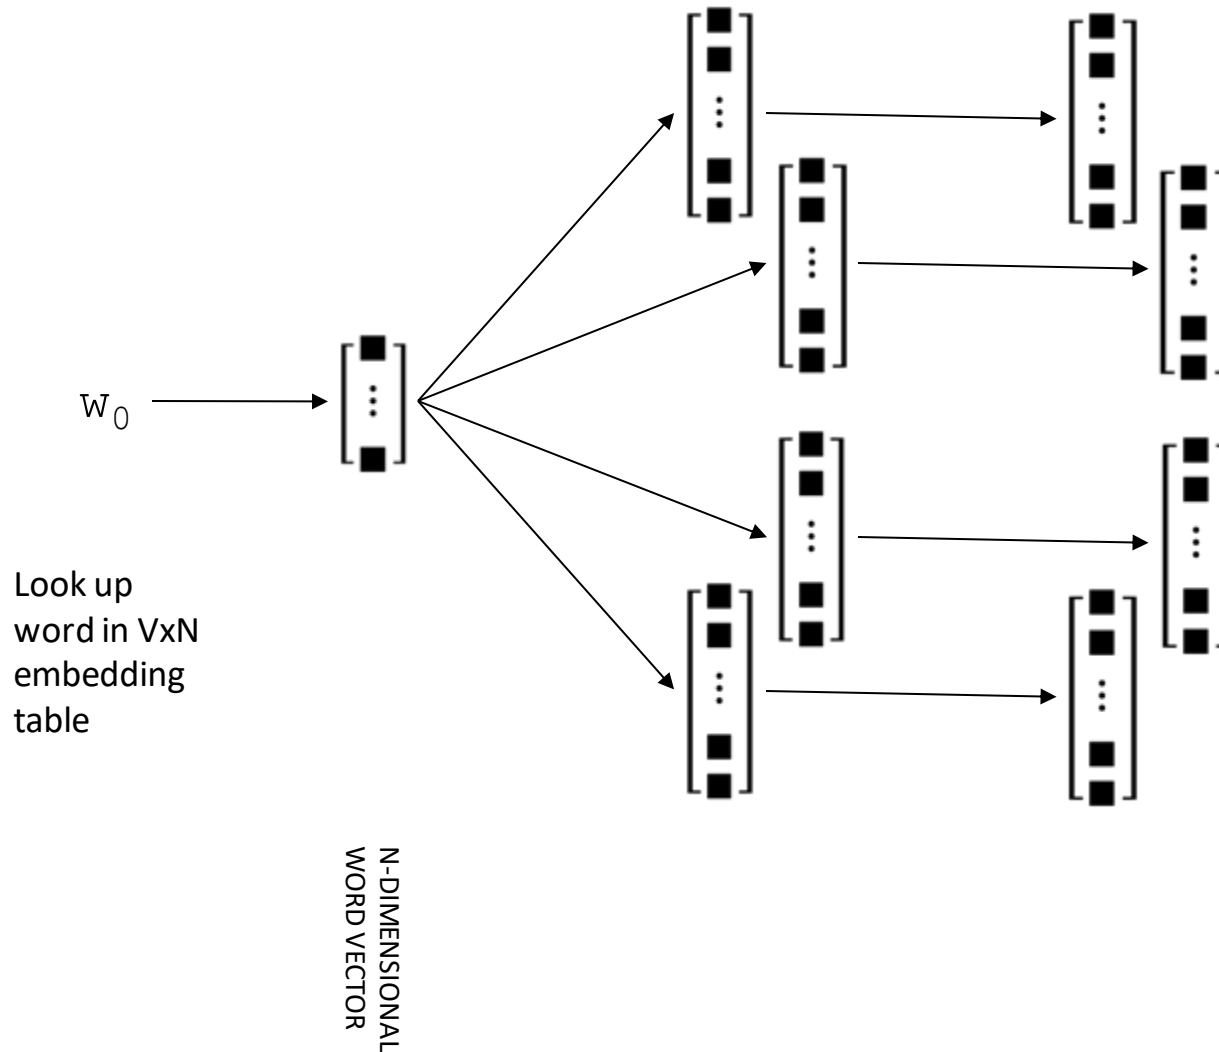 W₀
Look up
word in VxN
embedding
table
N-DIMENSIONAL
WORD VECTOR